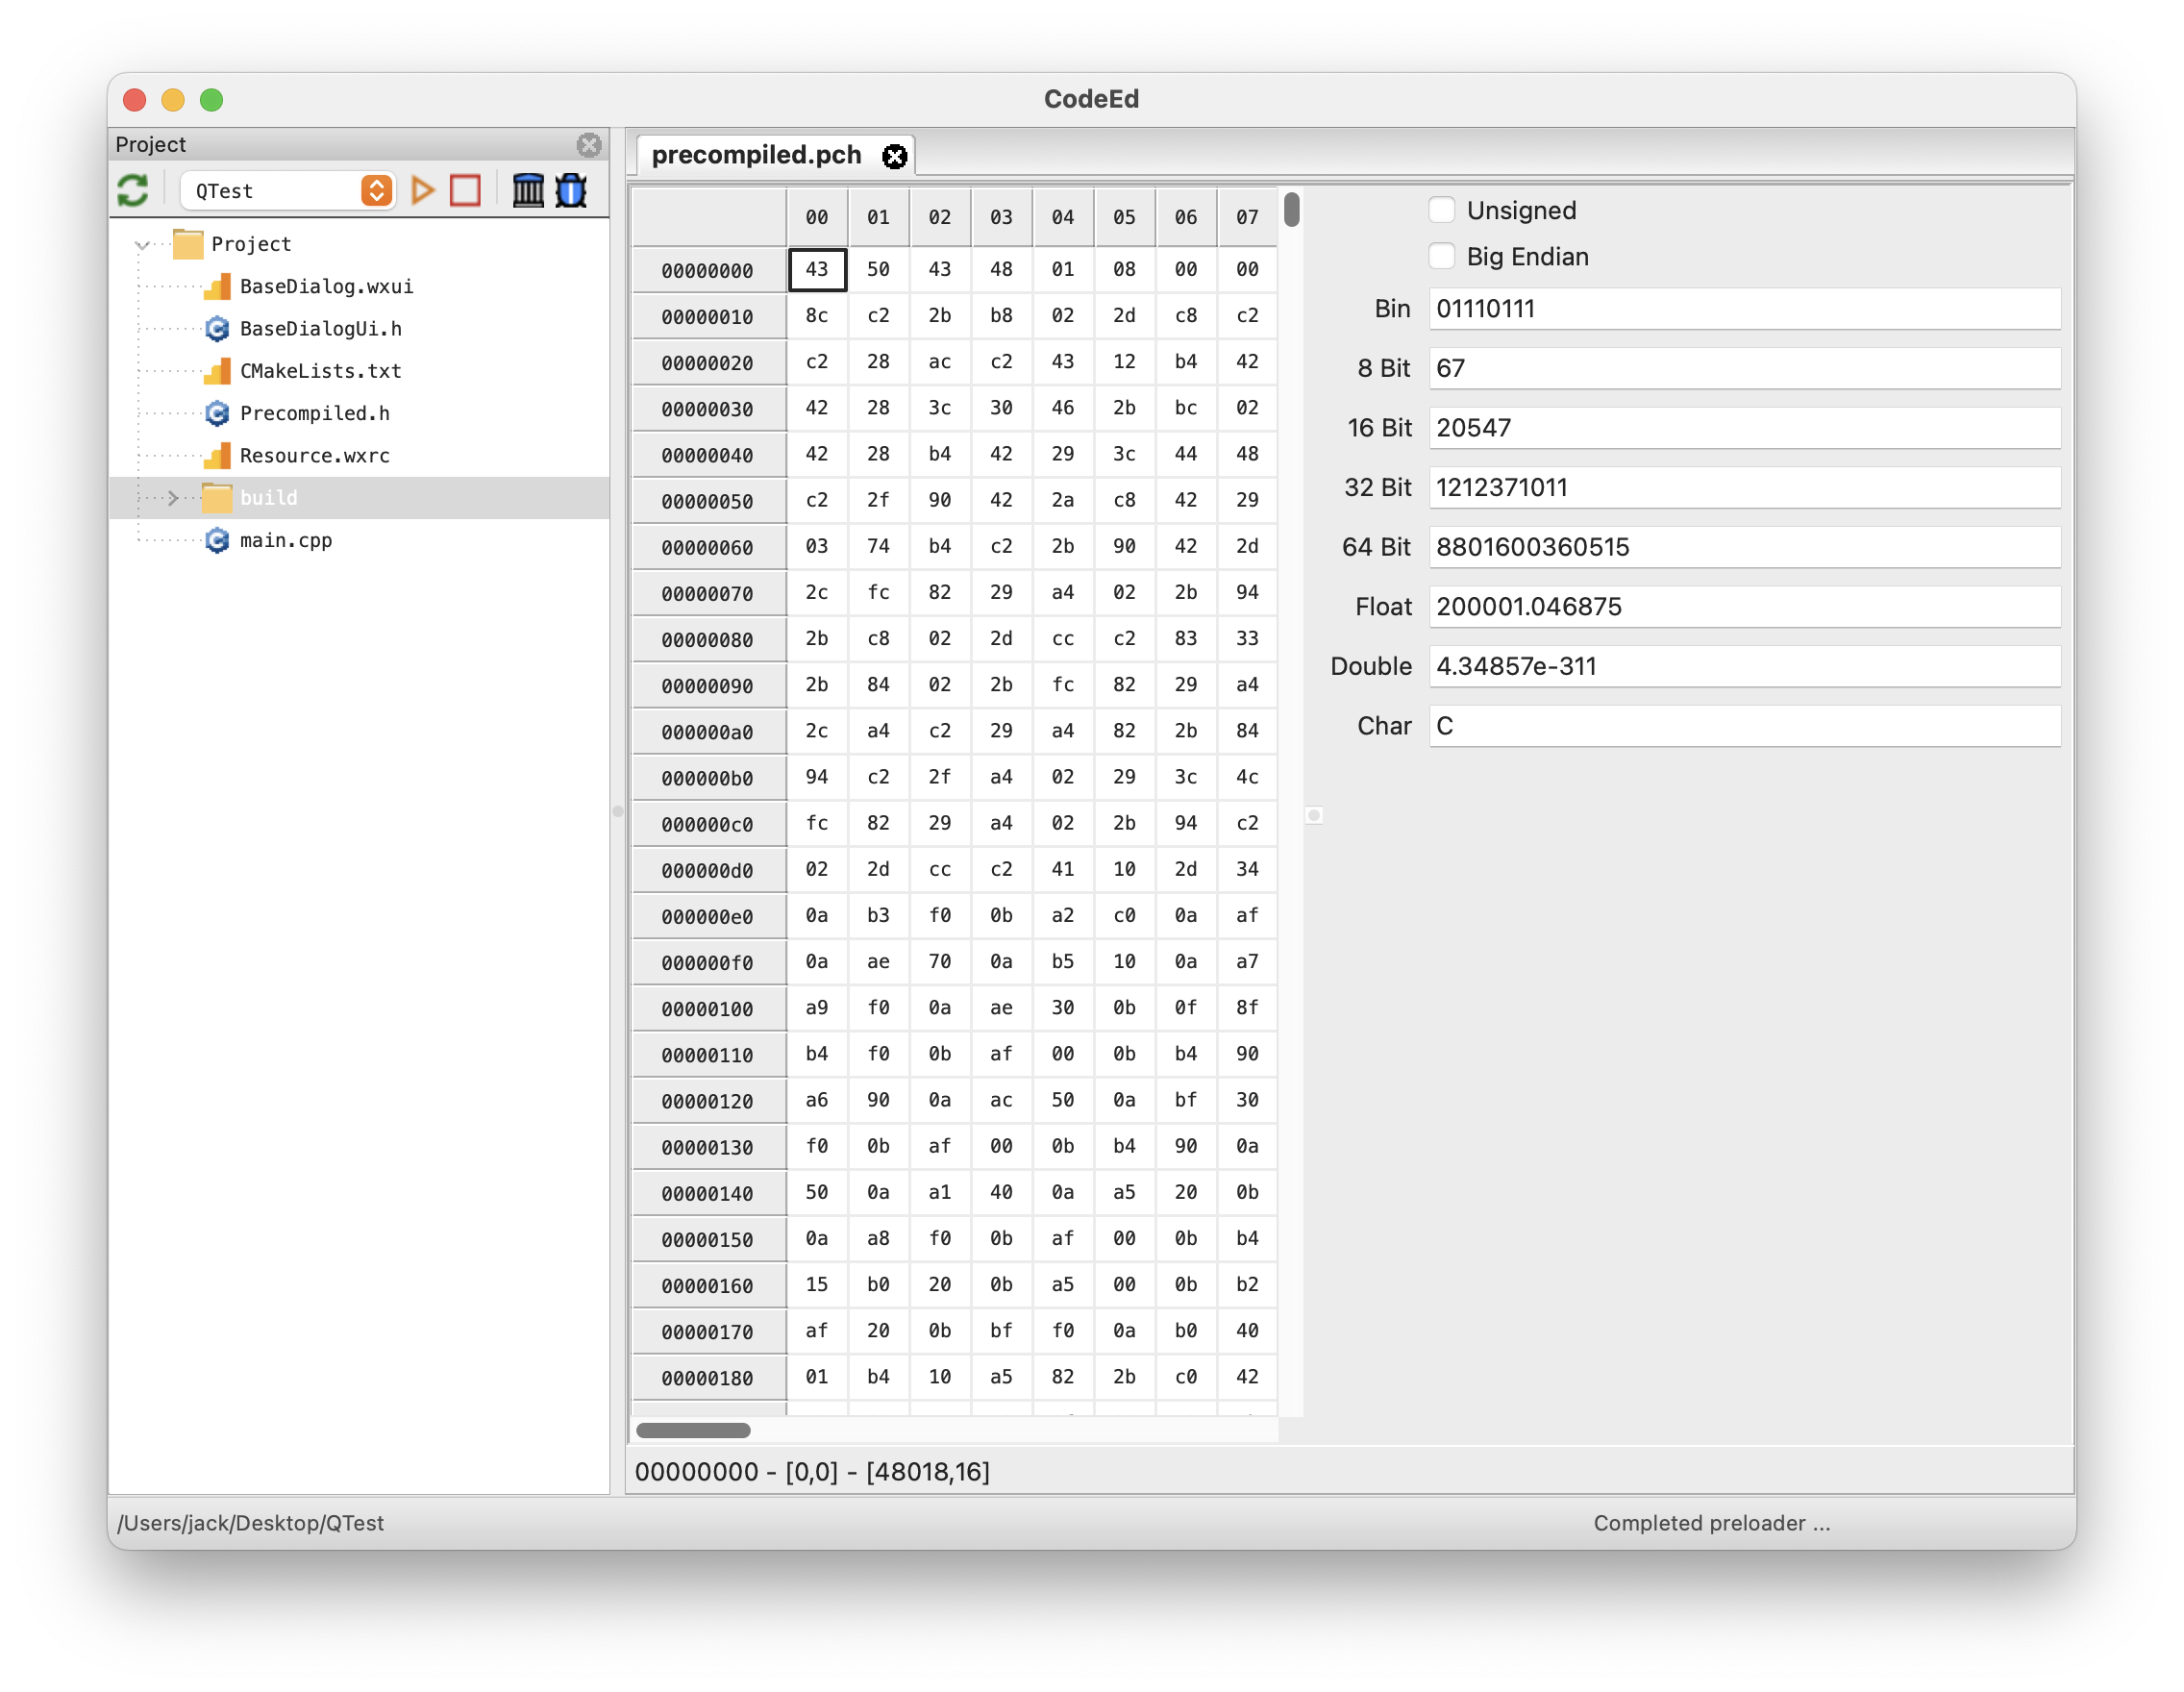 CodeEd
Project
QTest
Project
BaseDialog.wxui
BaseDialogUi.h
CMakeLists.txt
Precompiled.h
Resource.wxrc
build
main.cpp
precompiled.pch
00 01 02 03 04 05 06 07
00000000 43 50 43 48 01 08 00 00
00000010 8c c2 2b b8 02 2d c8 c2
00000020 c2 28 ac c2 43 12 b4 42
00000030 42 28 3c 30 46 2b bc 02
00000040 42 28 b4 42 29 3c 44 48
00000050 c2 2f 90 42 2a c8 42 29
00000060 03 74 b4 c2 2b 90 42 2d
00000070 2c fc 82 29 a4 02 2b 94
00000080 2b c8 02 2d cc c2 83 33
00000090 2b 84 02 2b fc 82 29 a4
000000a0 2c a4 c2 29 a4 82 2b 84
000000b0 94 c2 2f a4 02 29 3c 4c
000000c0 fc 82 29 a4 02 2b 94 c2
000000d0 02 2d cc c2 41 10 2d 34
000000e0 0a b3 f0 0b a2 c0 0a af
000000f0 0a ae 70 0a b5 10 0a a7
00000100 a9 f0 0a ae 30 0b 0f 8f
00000110 b4 f0 0b af 00 0b b4 90
00000120 a6 90 0a ac 50 0a bf 30
00000130 f0 0b af 00 0b b4 90 0a
00000140 50 0a a1 40 0a a5 20 0b
00000150 0a a8 f0 0b af 00 0b b4
00000160 15 b0 20 0b a5 00 0b b2
00000170 af 20 0b bf f0 0a b0 40
00000180 01 b4 10 a5 82 2b c0 42
Unsigned
Big Endian
Bin 01110111
8 Bit 67
16 Bit 20547
32 Bit 1212371011
64 Bit 8801600360515
Float 200001.046875
Double 4.34857e-311
Char C
00000000 - [0,0] - [48018,16]
/Users/jack/Desktop/QTest
Completed preloader ...